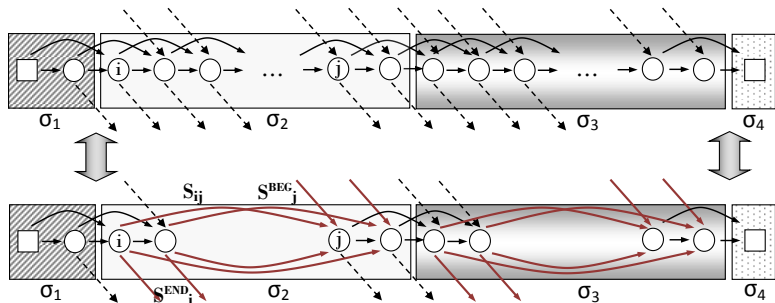 i ... j ...
σ1 σ2 σ3 σ4
Sij SBEGj
i j
σ1 SENDi σ2 σ3 σ4